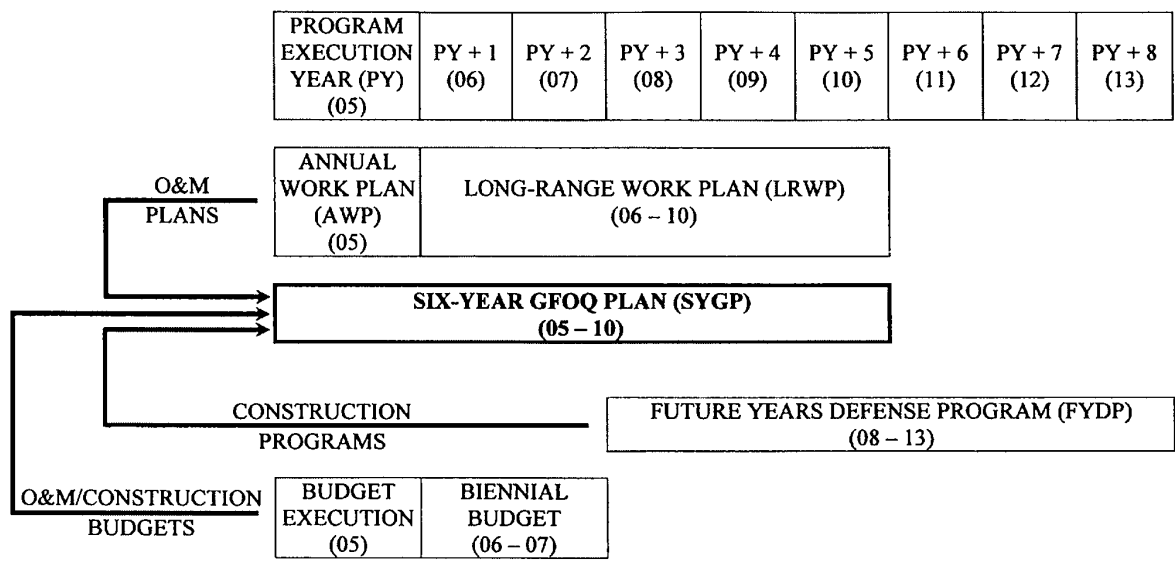 PROGRAM
EXECUTION
YEAR (PY)
(05)
PY + 1
(06)
PY + 2
(07)
PY + 3
(08)
PY + 4
(09)
PY + 5
(10)
PY + 6
(11)
PY + 7
(12)
PY + 8
(13)
O&M
PLANS
ANNUAL
WORK PLAN
(AWP)
(05)
LONG-RANGE WORK PLAN (LRWP)
(06 – 10)
SIX-YEAR GFOQ PLAN (SYGP)
(05 – 10)
CONSTRUCTION
PROGRAMS
FUTURE YEARS DEFENSE PROGRAM (FYDP)
(08 – 13)
O&M/CONSTRUCTION
BUDGETS
BUDGET
EXECUTION
(05)
BIENNIAL
BUDGET
(06 – 07)